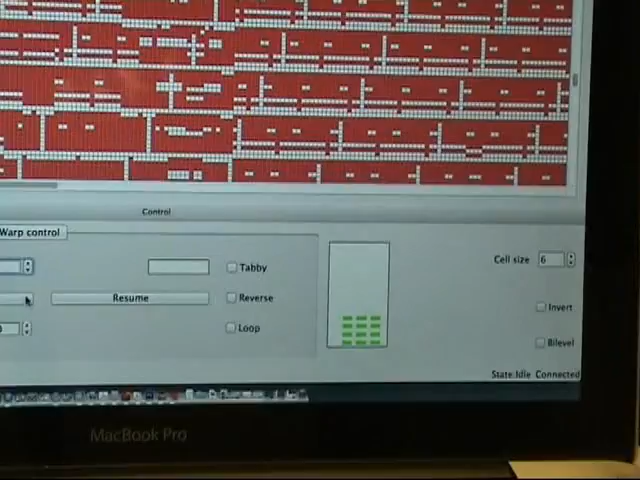 Control
Warp control
Tabby
Cell size 6
Resume
Reverse
Invert
Loop
Bilevel
State:Idle Connected
MacBook Pro